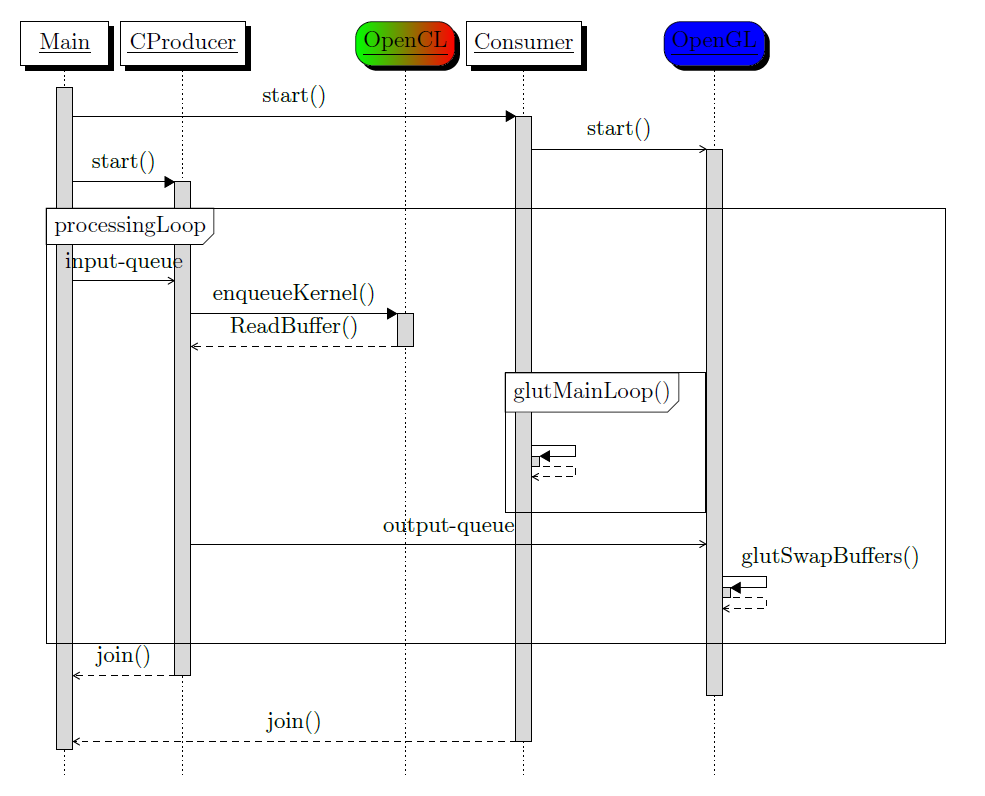 Main
CProducer
OpenCL
Consumer
OpenGL
start()
start()
start()
processingLoop
input-queue
enqueueKernel()
ReadBuffer()
glutMainLoop()
output-queue
glutSwapBuffers()
join()
join()